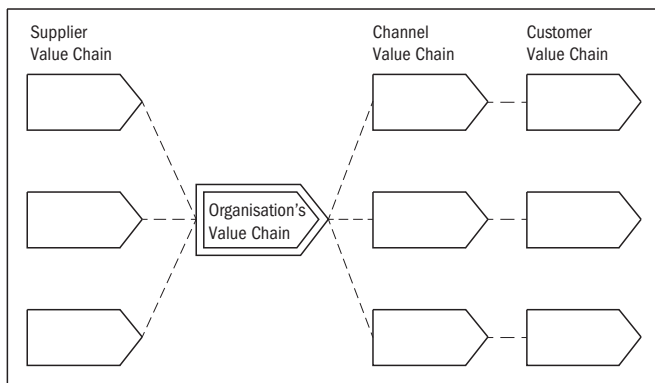 Supplier
Value Chain
Channel
Value Chain
Customer
Value Chain
Organisation's
Value Chain